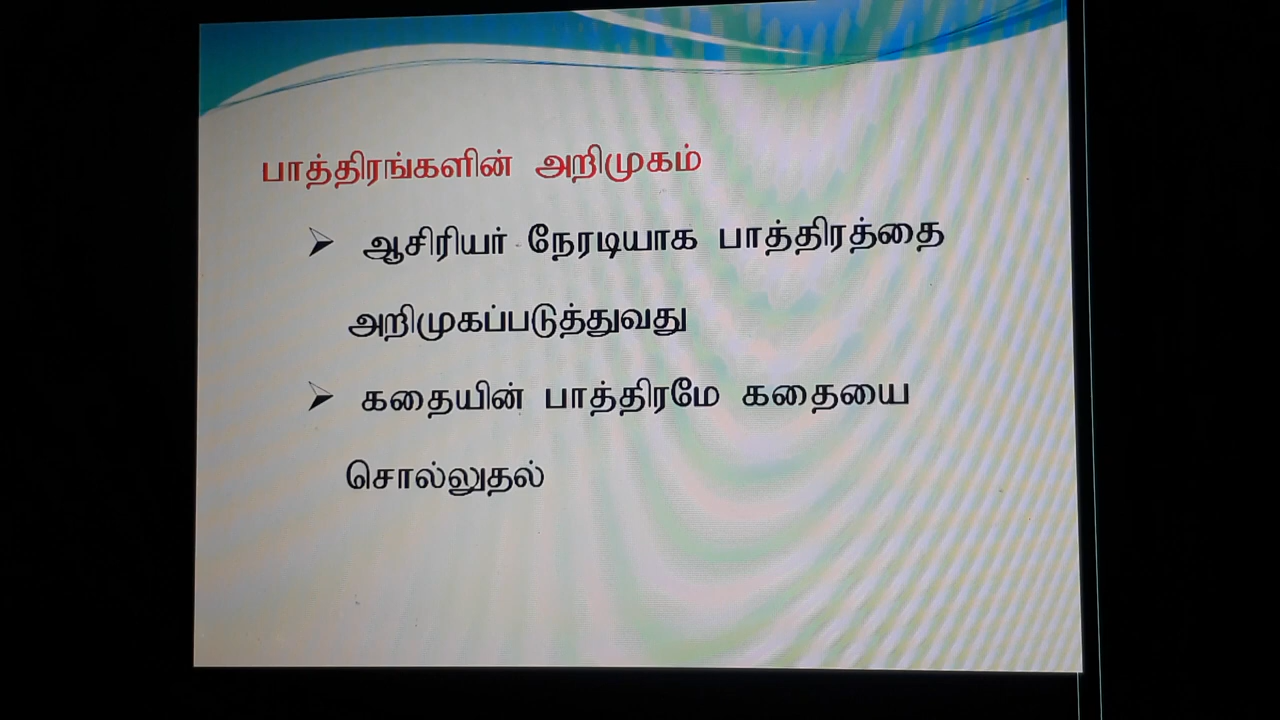 பாத்திரங்களின் அறிமுகம்
➢ ஆசிரியர் நேரடியாக பாத்திரத்தை
அறிமுகப்படுத்துவது
➢ கதையின் பாத்திரமே கதையை
சொல்லுதல்